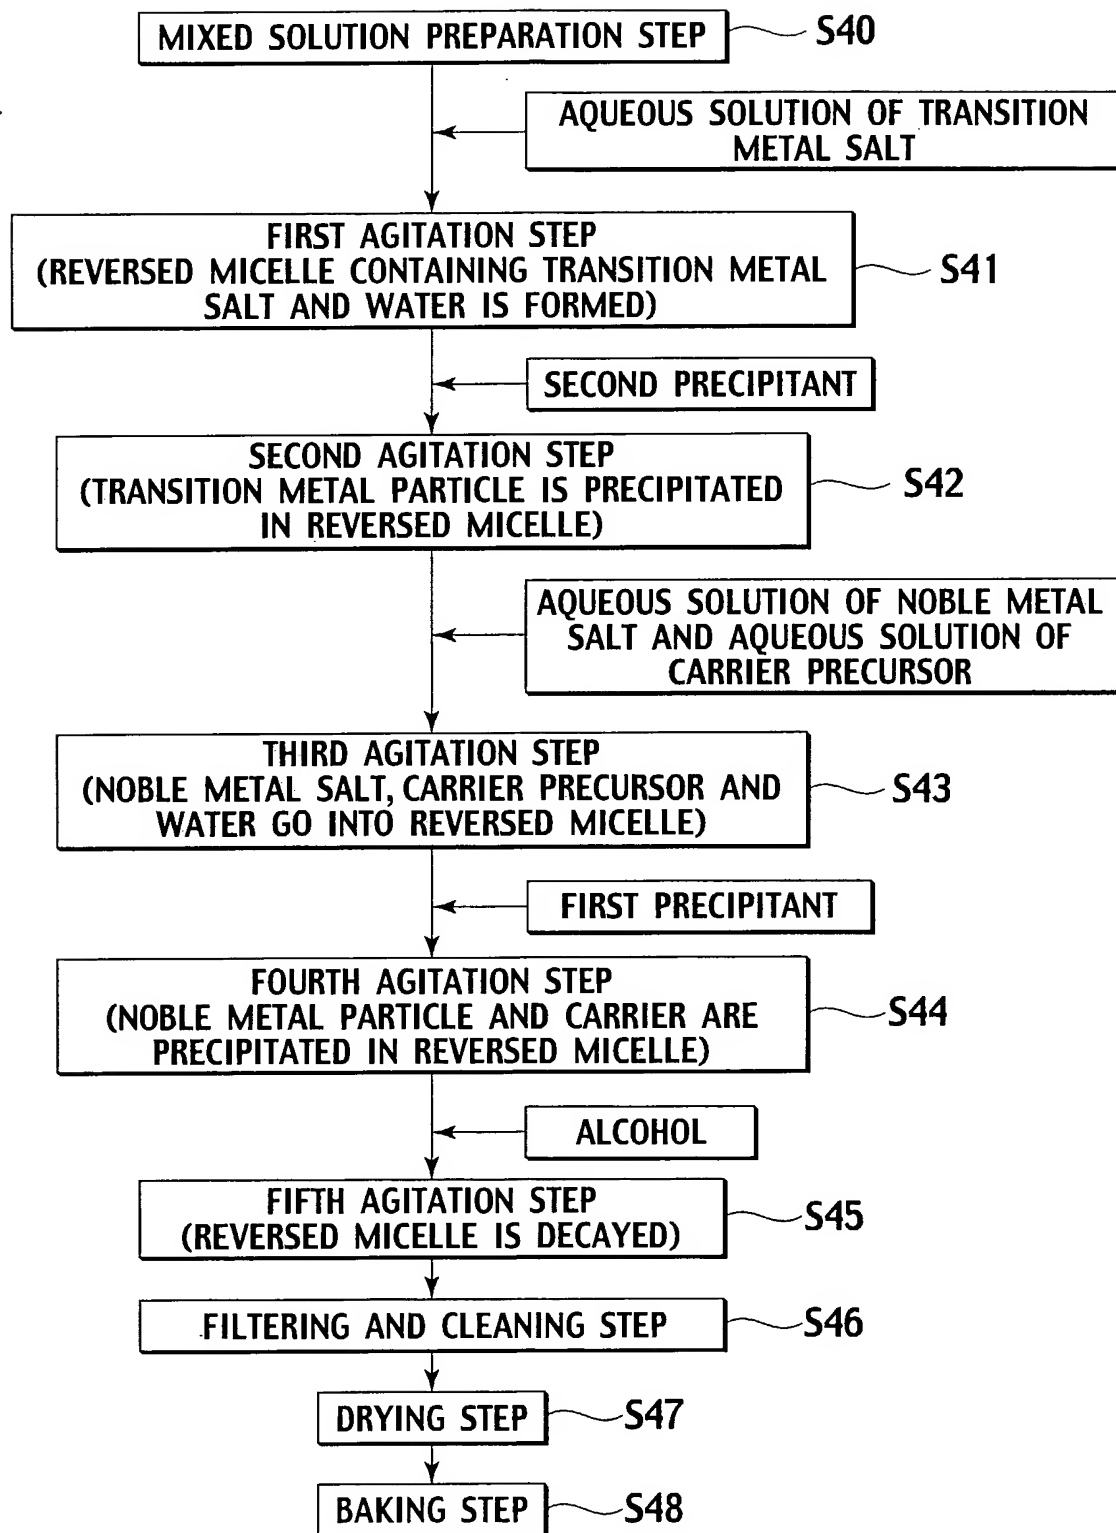 MIXED SOLUTION PREPARATION STEP
S40
AQUEOUS SOLUTION OF TRANSITION
METAL SALT
FIRST AGITATION STEP
(REVERSED MICELLE CONTAINING TRANSITION METAL
SALT AND WATER IS FORMED)
S41
SECOND PRECIPITANT
SECOND AGITATION STEP
(TRANSITION METAL PARTICLE IS PRECIPITATED
IN REVERSED MICELLE)
S42
AQUEOUS SOLUTION OF NOBLE METAL
SALT AND AQUEOUS SOLUTION OF
CARRIER PRECURSOR
THIRD AGITATION STEP
(NOBLE METAL SALT, CARRIER PRECURSOR AND
WATER GO INTO REVERSED MICELLE)
S43
FIRST PRECIPITANT
FOURTH AGITATION STEP
(NOBLE METAL PARTICLE AND CARRIER ARE
PRECIPITATED IN REVERSED MICELLE)
S44
ALCOHOL
FIFTH AGITATION STEP
(REVERSED MICELLE IS DECAYED)
S45
FILTERING AND CLEANING STEP
S46
DRYING STEP
S47
BAKING STEP
S48